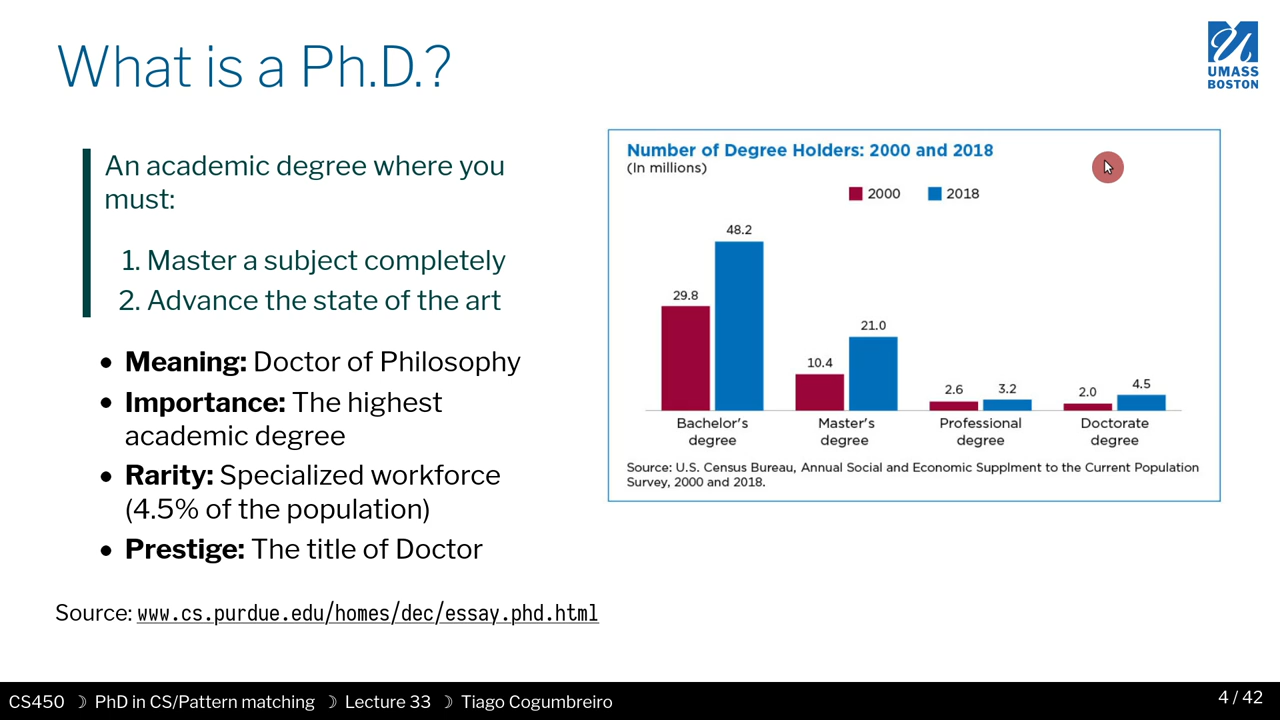 What is a Ph.D.?
UMASS
BOSTON
An academic degree where you
must:
1. Master a subject completely
2. Advance the state of the art
• Meaning: Doctor of Philosophy
• Importance: The highest
academic degree
• Rarity: Specialized workforce
(4.5% of the population)
• Prestige: The title of Doctor
Source: www.cs.purdue.edu/homes/dec/essay.phd.html
Number of Degree Holders: 2000 and 2018
(In millions)
2000 2018
29.8 48.2 10.4 21.0 2.6 3.2 2.0 4.5
Bachelor's Master's Professional Doctorate
degree degree degree degree
Source: U.S. Census Bureau, Annual Social and Economic Supplment to the Current Population
Survey, 2000 and 2018.
CS450 ☽ PhD in CS/Pattern matching ☽ Lecture 33 ☽ Tiago Cogumbreiro
4 / 42